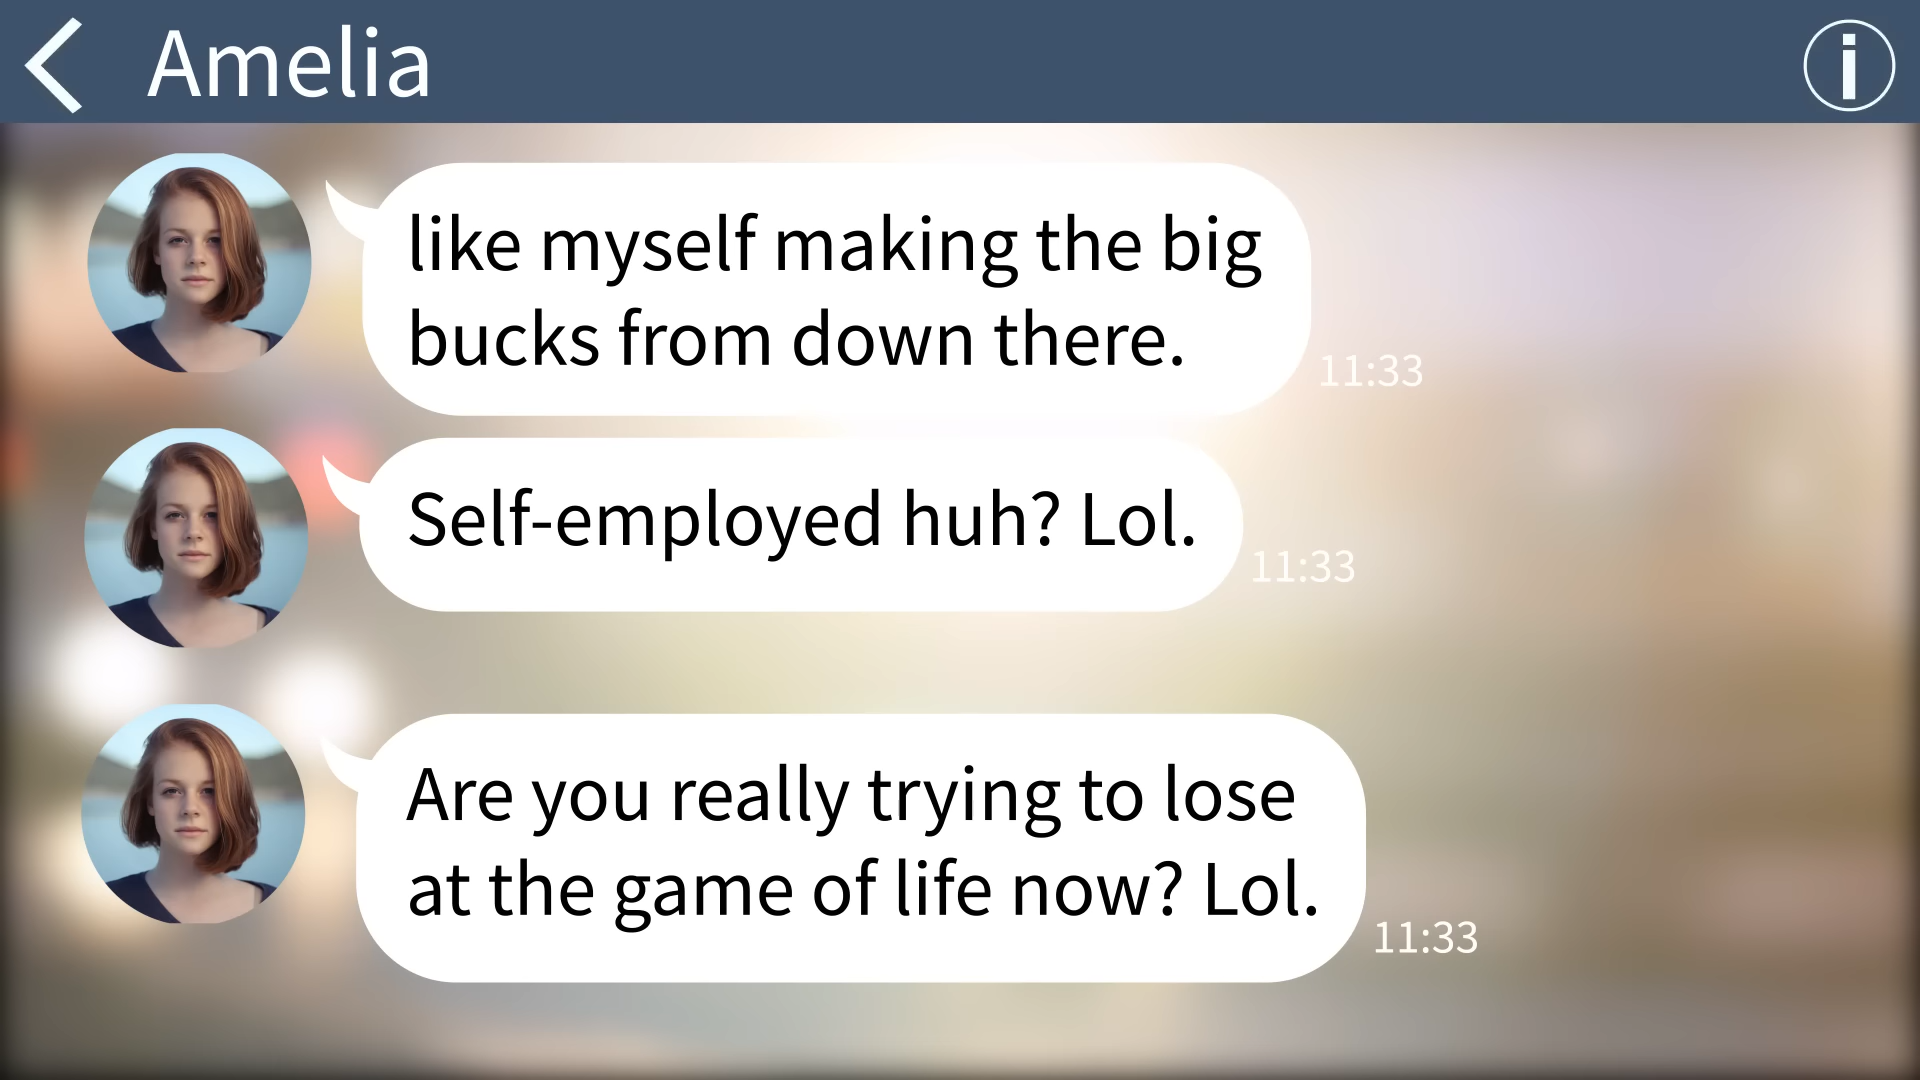 Amelia
like myself making the big
bucks from down there.
11:33
Self-employed huh? Lol.
11:33
Are you really trying to lose
at the game of life now? Lol.
11:33